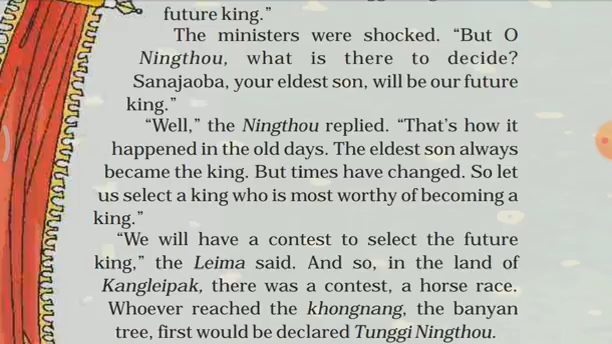 future king.”
The ministers were shocked. “But O
Ningthou, what is there to decide?
Sanajaoba, your eldest son, will be our future
king.”
“Well,” the Ningthou replied. “That's how it
happened in the old days. The eldest son always
became the king. But times have changed. So let
us select a king who is most worthy of becoming a
king.”
“We will have a contest to select the future
king,” the Leima said. And so, in the land of
Kangleipak, there was a contest, a horse race.
Whoever reached the khongnang, the banyan
tree, first would be declared Tunggi Ningthou.